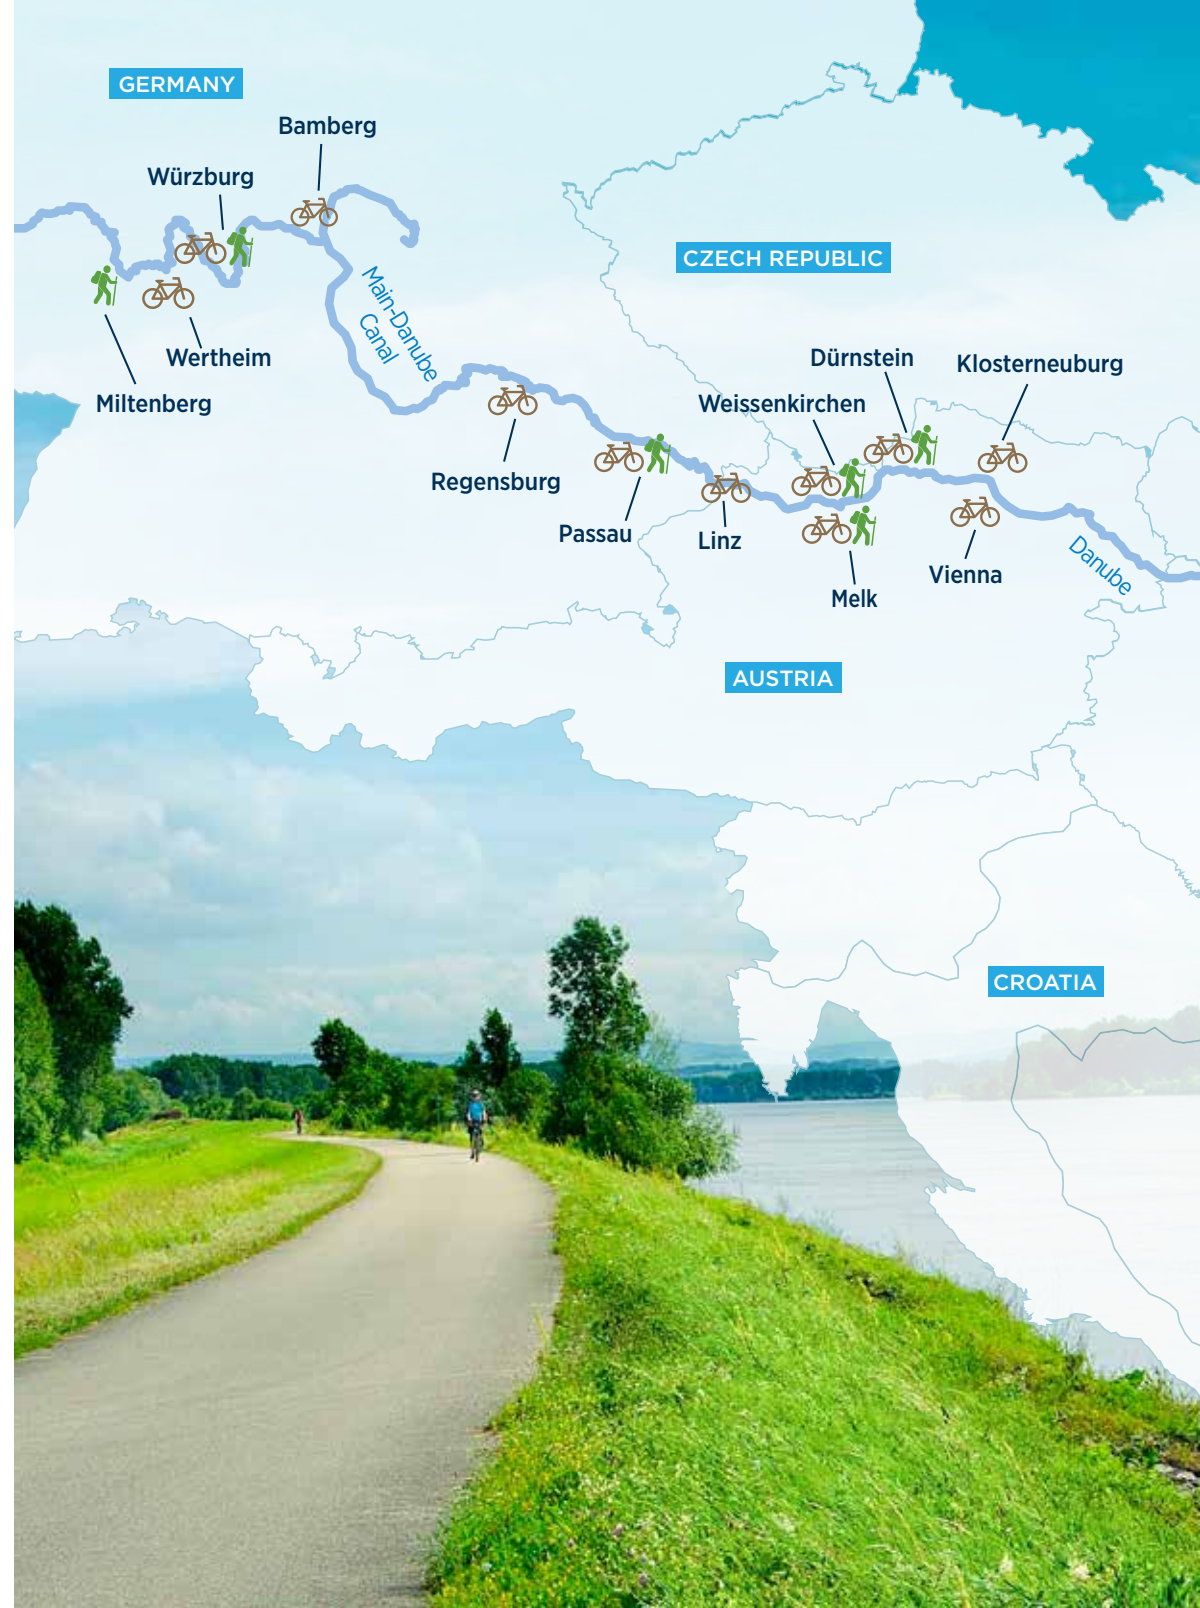 GERMANY
Bamberg
Würzburg
CZECH REPUBLIC
Main-Danube
Canal
Wertheim
Miltenberg
Dürnstein
Klosterneuburg
Weissenkirchen
Regensburg
Passau
Linz
Melk
Vienna
Danube
AUSTRIA
CROATIA